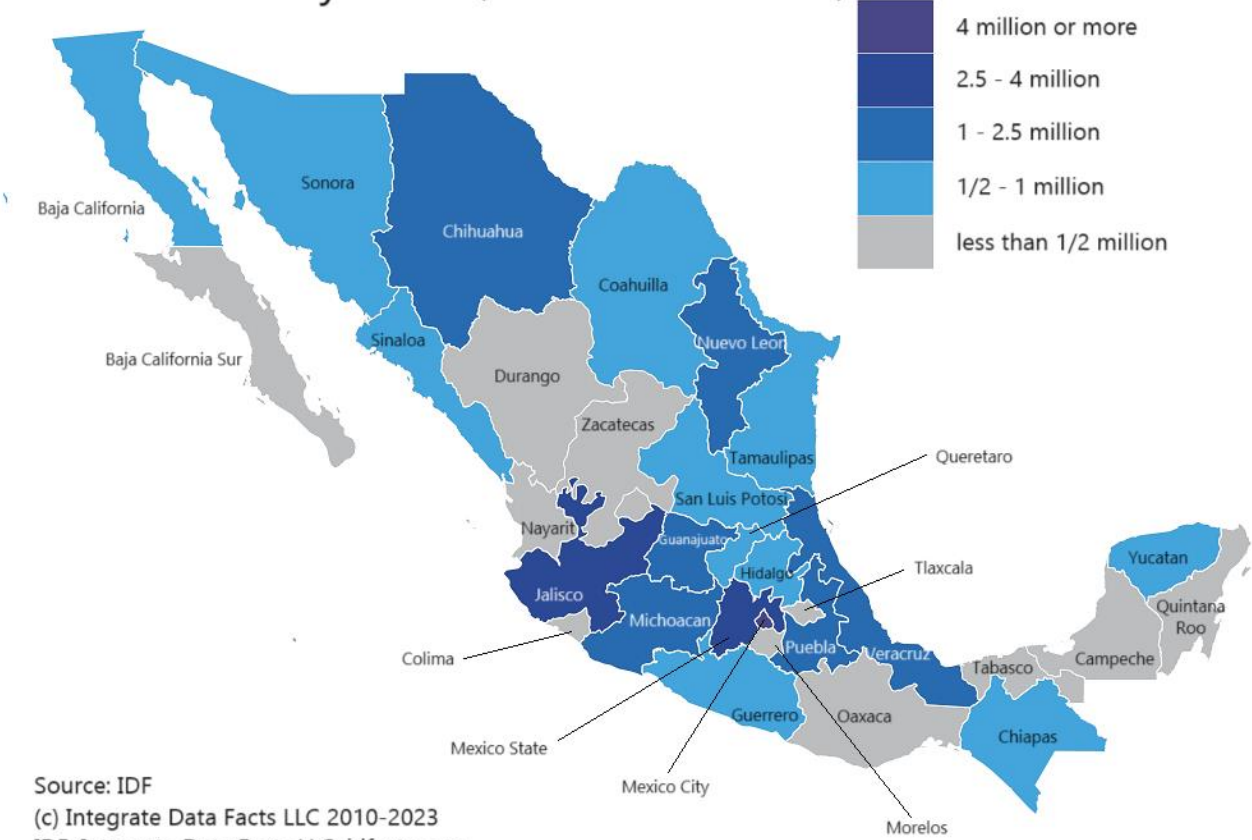 4 million or more
2.5 - 4 million
1 - 2.5 million
1/2 - 1 million
less than 1/2 million
Sonora
Baja California
Chihuahua
Coahuilla
Sinaloa
Nuevo Leon
Baja California Sur
Durango
Zacatecas
Tamaulipas
Queretaro
San Luis Potosi
Nayarit
Guanajuato
Yucatan
Hidalgo
Tlaxcala
Jalisco
Quintana
Roo
Michoacan
Puebla
Veracruz
Colima
Tabasco
Campeche
Guerrero
Oaxaca
Chiapas
Mexico State
Mexico City
Morelos
Source: IDF
(c) Integrate Data Facts LLC 2010-2023